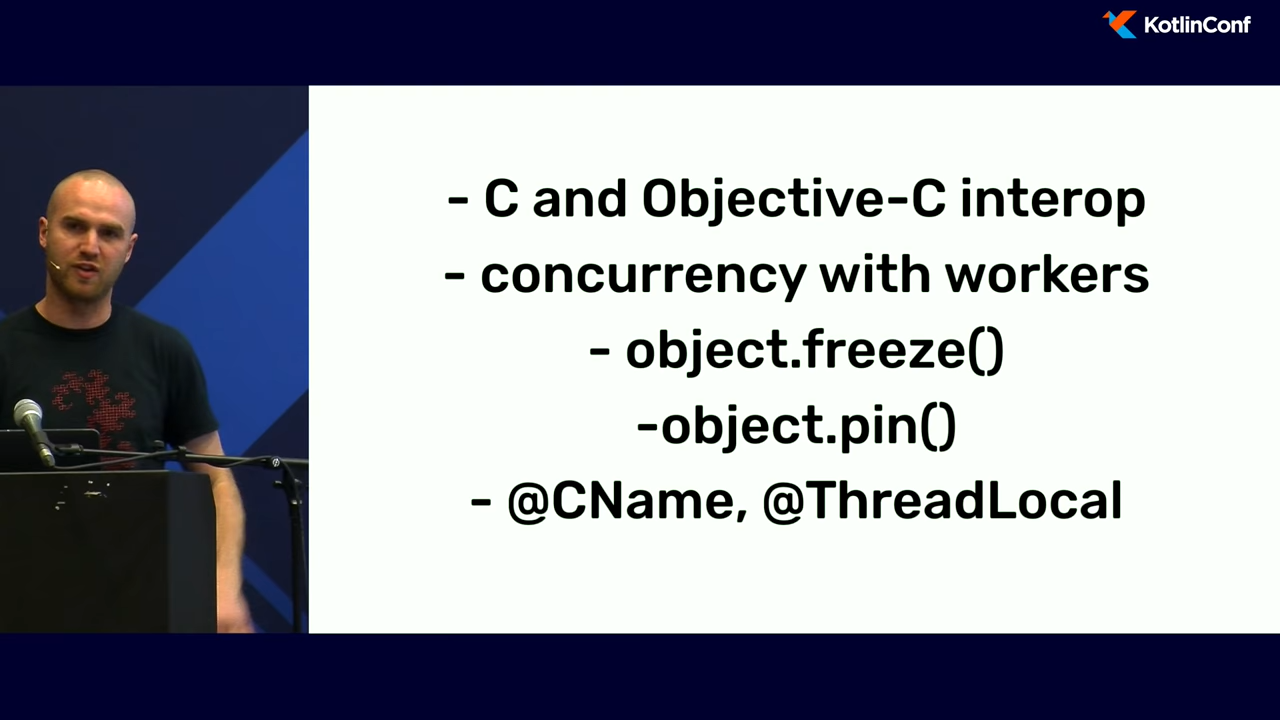 KotlinConf
- C and Objective-C interop
- concurrency with workers
- object.freeze()
-object.pin()
- @CName, @ThreadLocal